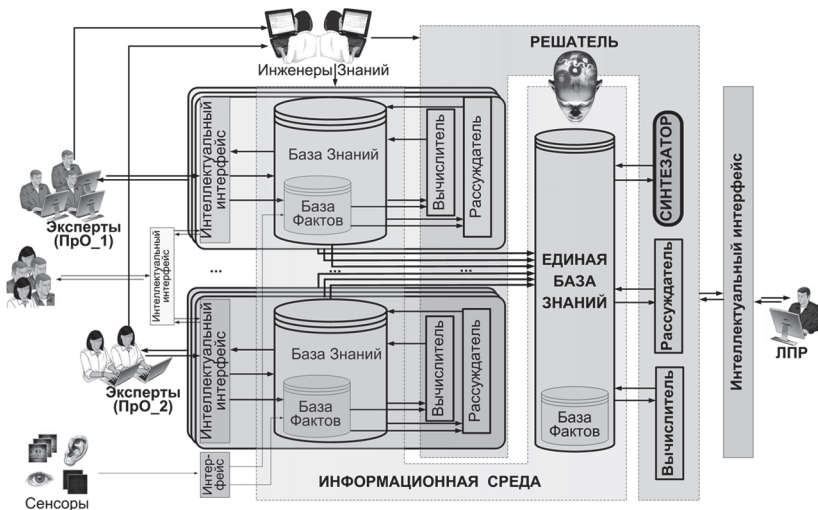 РЕШАТЕЛЬ
Инженеры Знаний
Интеллектуальный
интерфейс
База Знаний
База
Фактов
Вычислитель
Рассуждатель
Эксперты
(ПрО_1)
Интеллектуальный
интерфейс
...
...
...
ЕДИНАЯ
БАЗА
ЗНАНИЙ
База
Фактов
СИНТЕЗАТОР
Рассуждатель
Вычислитель
Интеллектуальный интерфейс
ЛПР
Интеллектуальный
интерфейс
База Знаний
База
Фактов
Вычислитель
Рассуждатель
Эксперты
(ПрО_2)
Интер-
фейс
Сенсоры
ИНФОРМАЦИОННАЯ СРЕДА